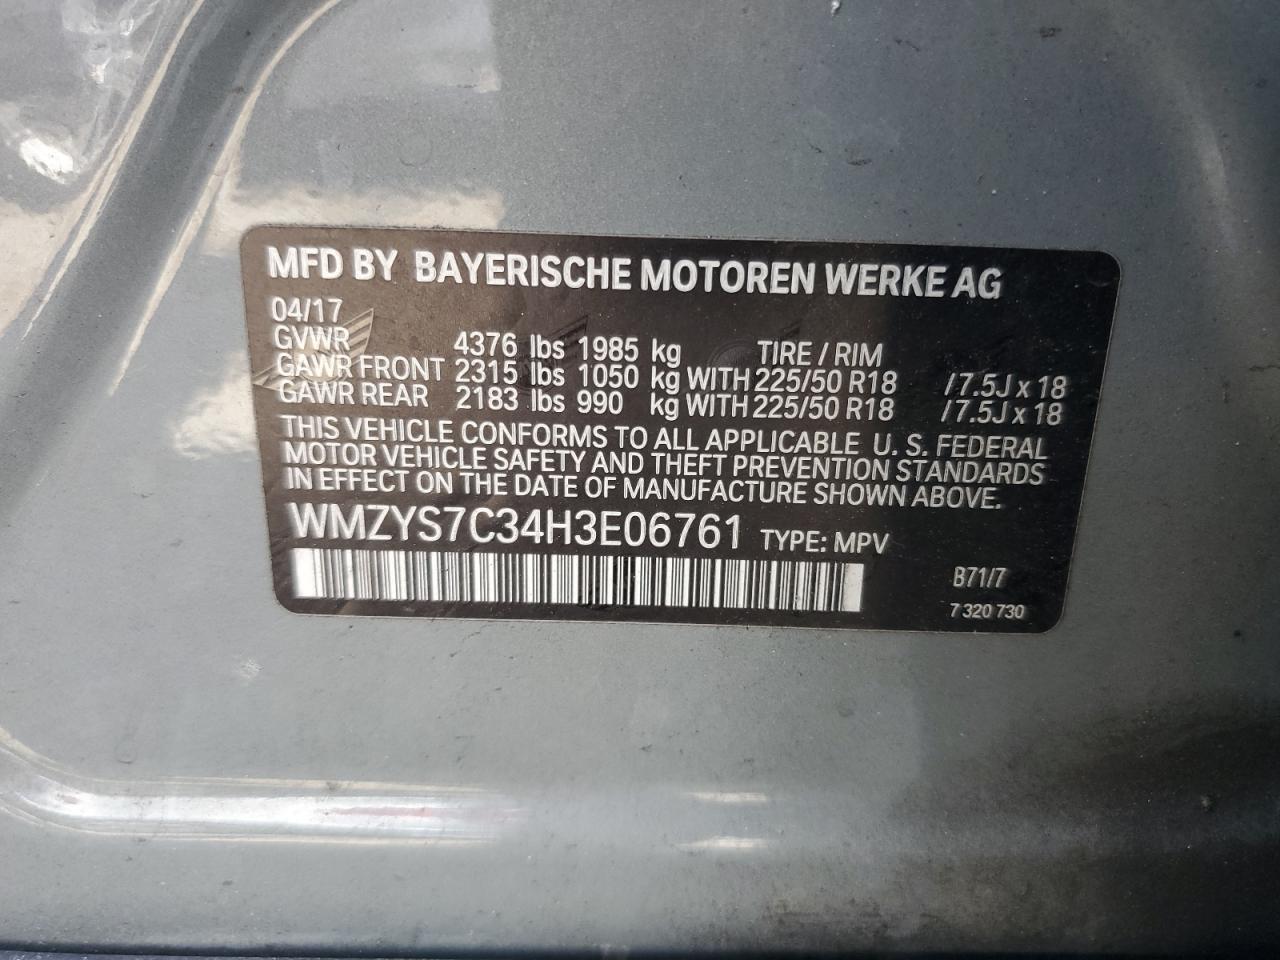 MFD BY BAYERISCHE MOTOREN WERKE AG
04/17
GVWR 4376 lbs 1985 kg TIRE / RIM
GAWR FRONT 2315 lbs 1050 kg WITH 225/50 R18 / 7.5J x 18
GAWR REAR 2183 lbs 990 kg WITH 225/50 R18 / 7.5J x 18
THIS VEHICLE CONFORMS TO ALL APPLICABLE U. S. FEDERAL
MOTOR VEHICLE SAFETY AND THEFT PREVENTION STANDARDS
IN EFFECT ON THE DATE OF MANUFACTURE SHOWN ABOVE.
WMZYS7C34H3E06761 TYPE: MPV
B71/7
7 320 730